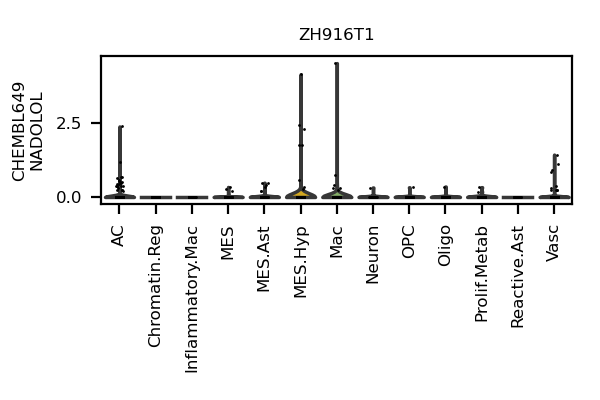 ZH916T1
CHEMBL649
NADOLOL
2.5
0.0
AC
Chromatin.Reg
Inflammatory.Mac
MES
MES.Ast
MES.Hyp
Mac
Neuron
OPC
Oligo
Prolif.Metab
Reactive.Ast
Vasc